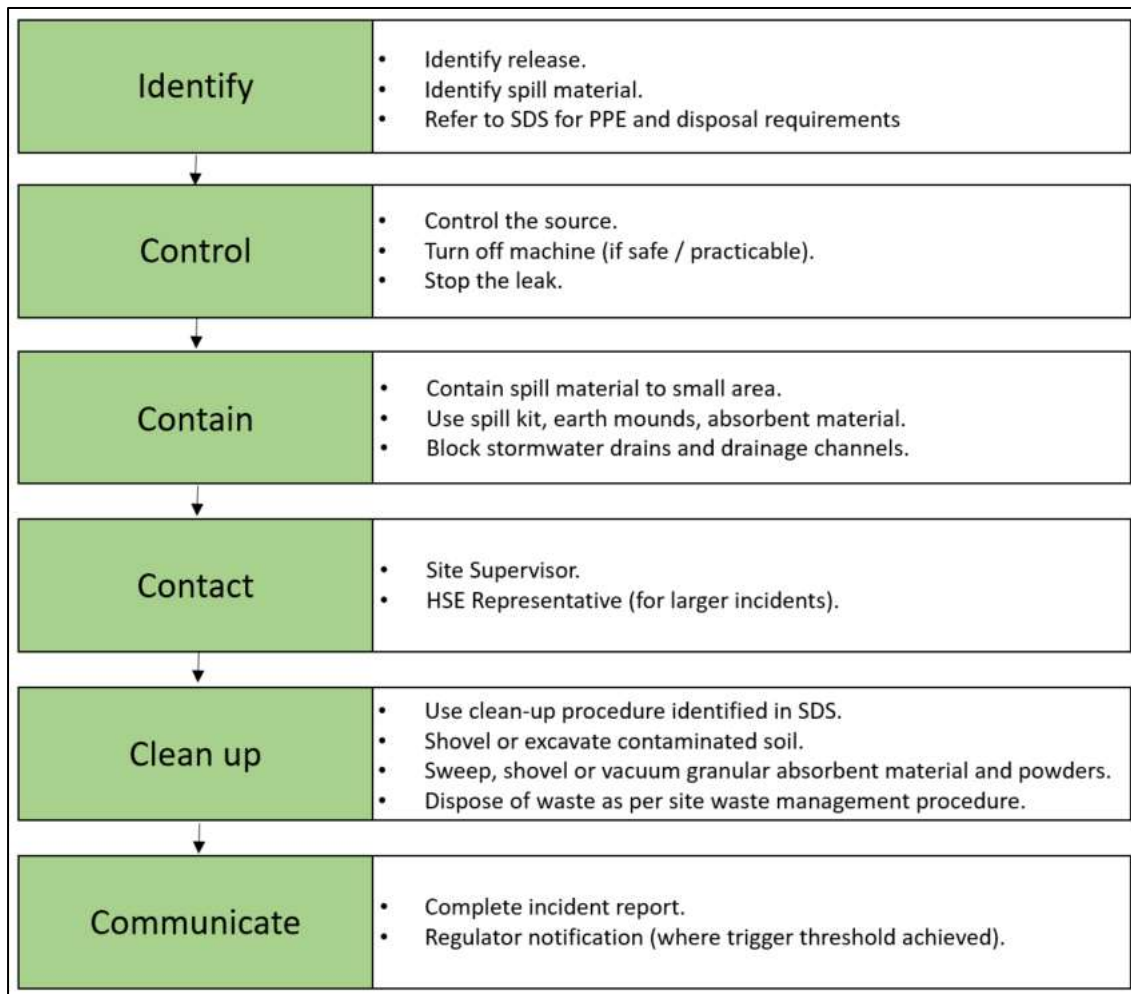 Identify
• Identify release.
• Identify spill material.
• Refer to SDS for PPE and disposal requirements
Control
• Control the source.
• Turn off machine (if safe / practicable).
• Stop the leak.
Contain
• Contain spill material to small area.
• Use spill kit, earth mounds, absorbent material.
• Block stormwater drains and drainage channels.
Contact
• Site Supervisor.
• HSE Representative (for larger incidents).
Clean up
• Use clean-up procedure identified in SDS.
• Shovel or excavate contaminated soil.
• Sweep, shovel or vacuum granular absorbent material and powders.
• Dispose of waste as per site waste management procedure.
Communicate
• Complete incident report.
• Regulator notification (where trigger threshold achieved).